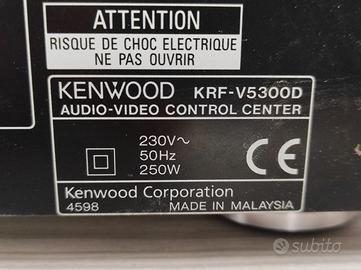 ATTENTION
RISQUE DE CHOC ELECTRIQUE
NE PAS OUVRIR
KENWOOD KRF-V5300D
AUDIO-VIDEO CONTROL CENTER
230V~
50Hz
250W
CE
Kenwood Corporation
4598 MADE IN MALAYSIA
subito